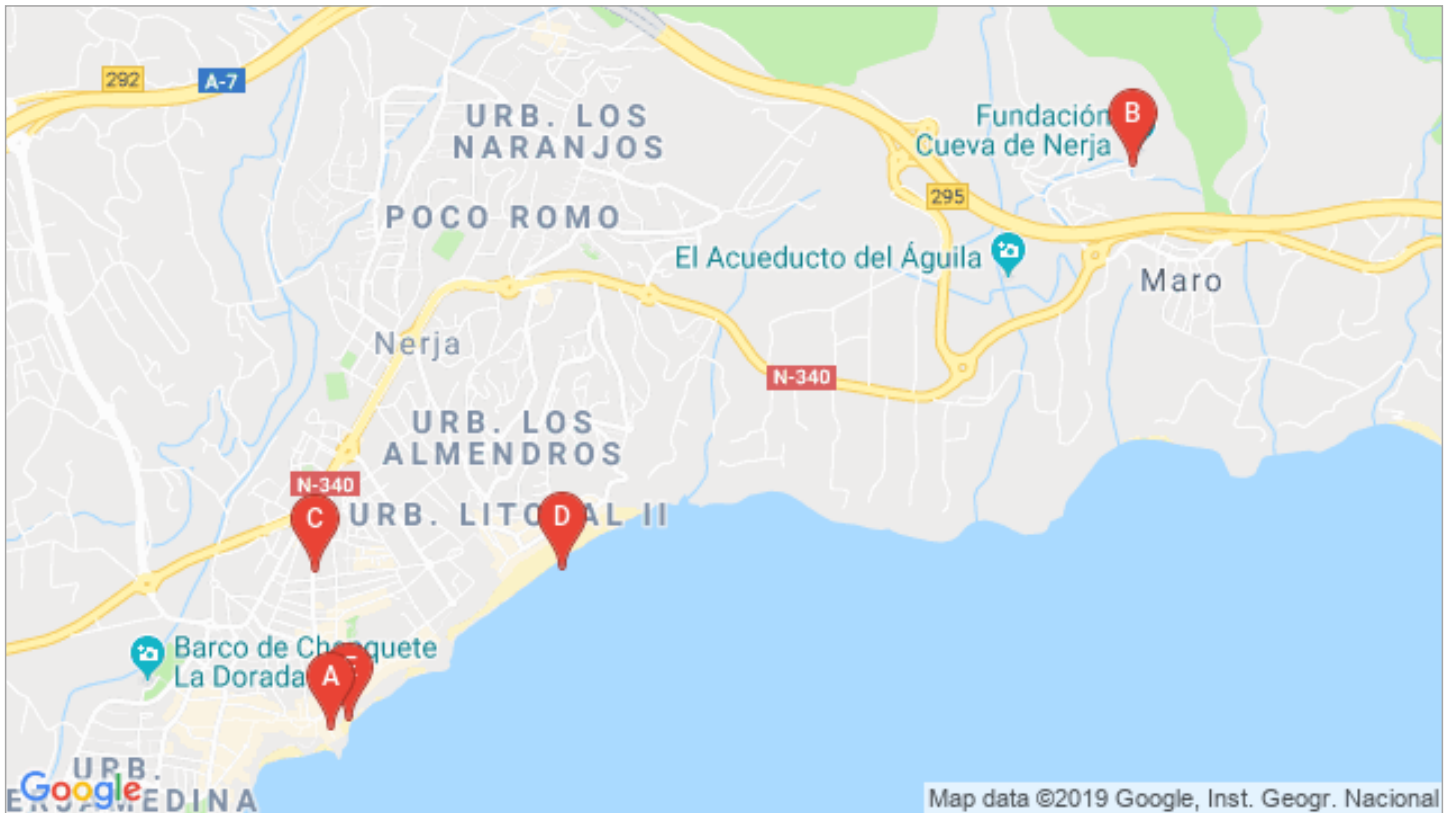 292
A-7
URB. LOS
NARANJOS
Fundación
Cueva de Nerja
B
295
POCO ROMO
El Acueducto del Águila
Maro
Nerja
N-340
URB. LOS
ALMENDROS
N-340
C
URB.
D
II
Barco de
La Dorada
A
URB.
Google
Map data ©2019 Google, Inst. Geogr. Nacional